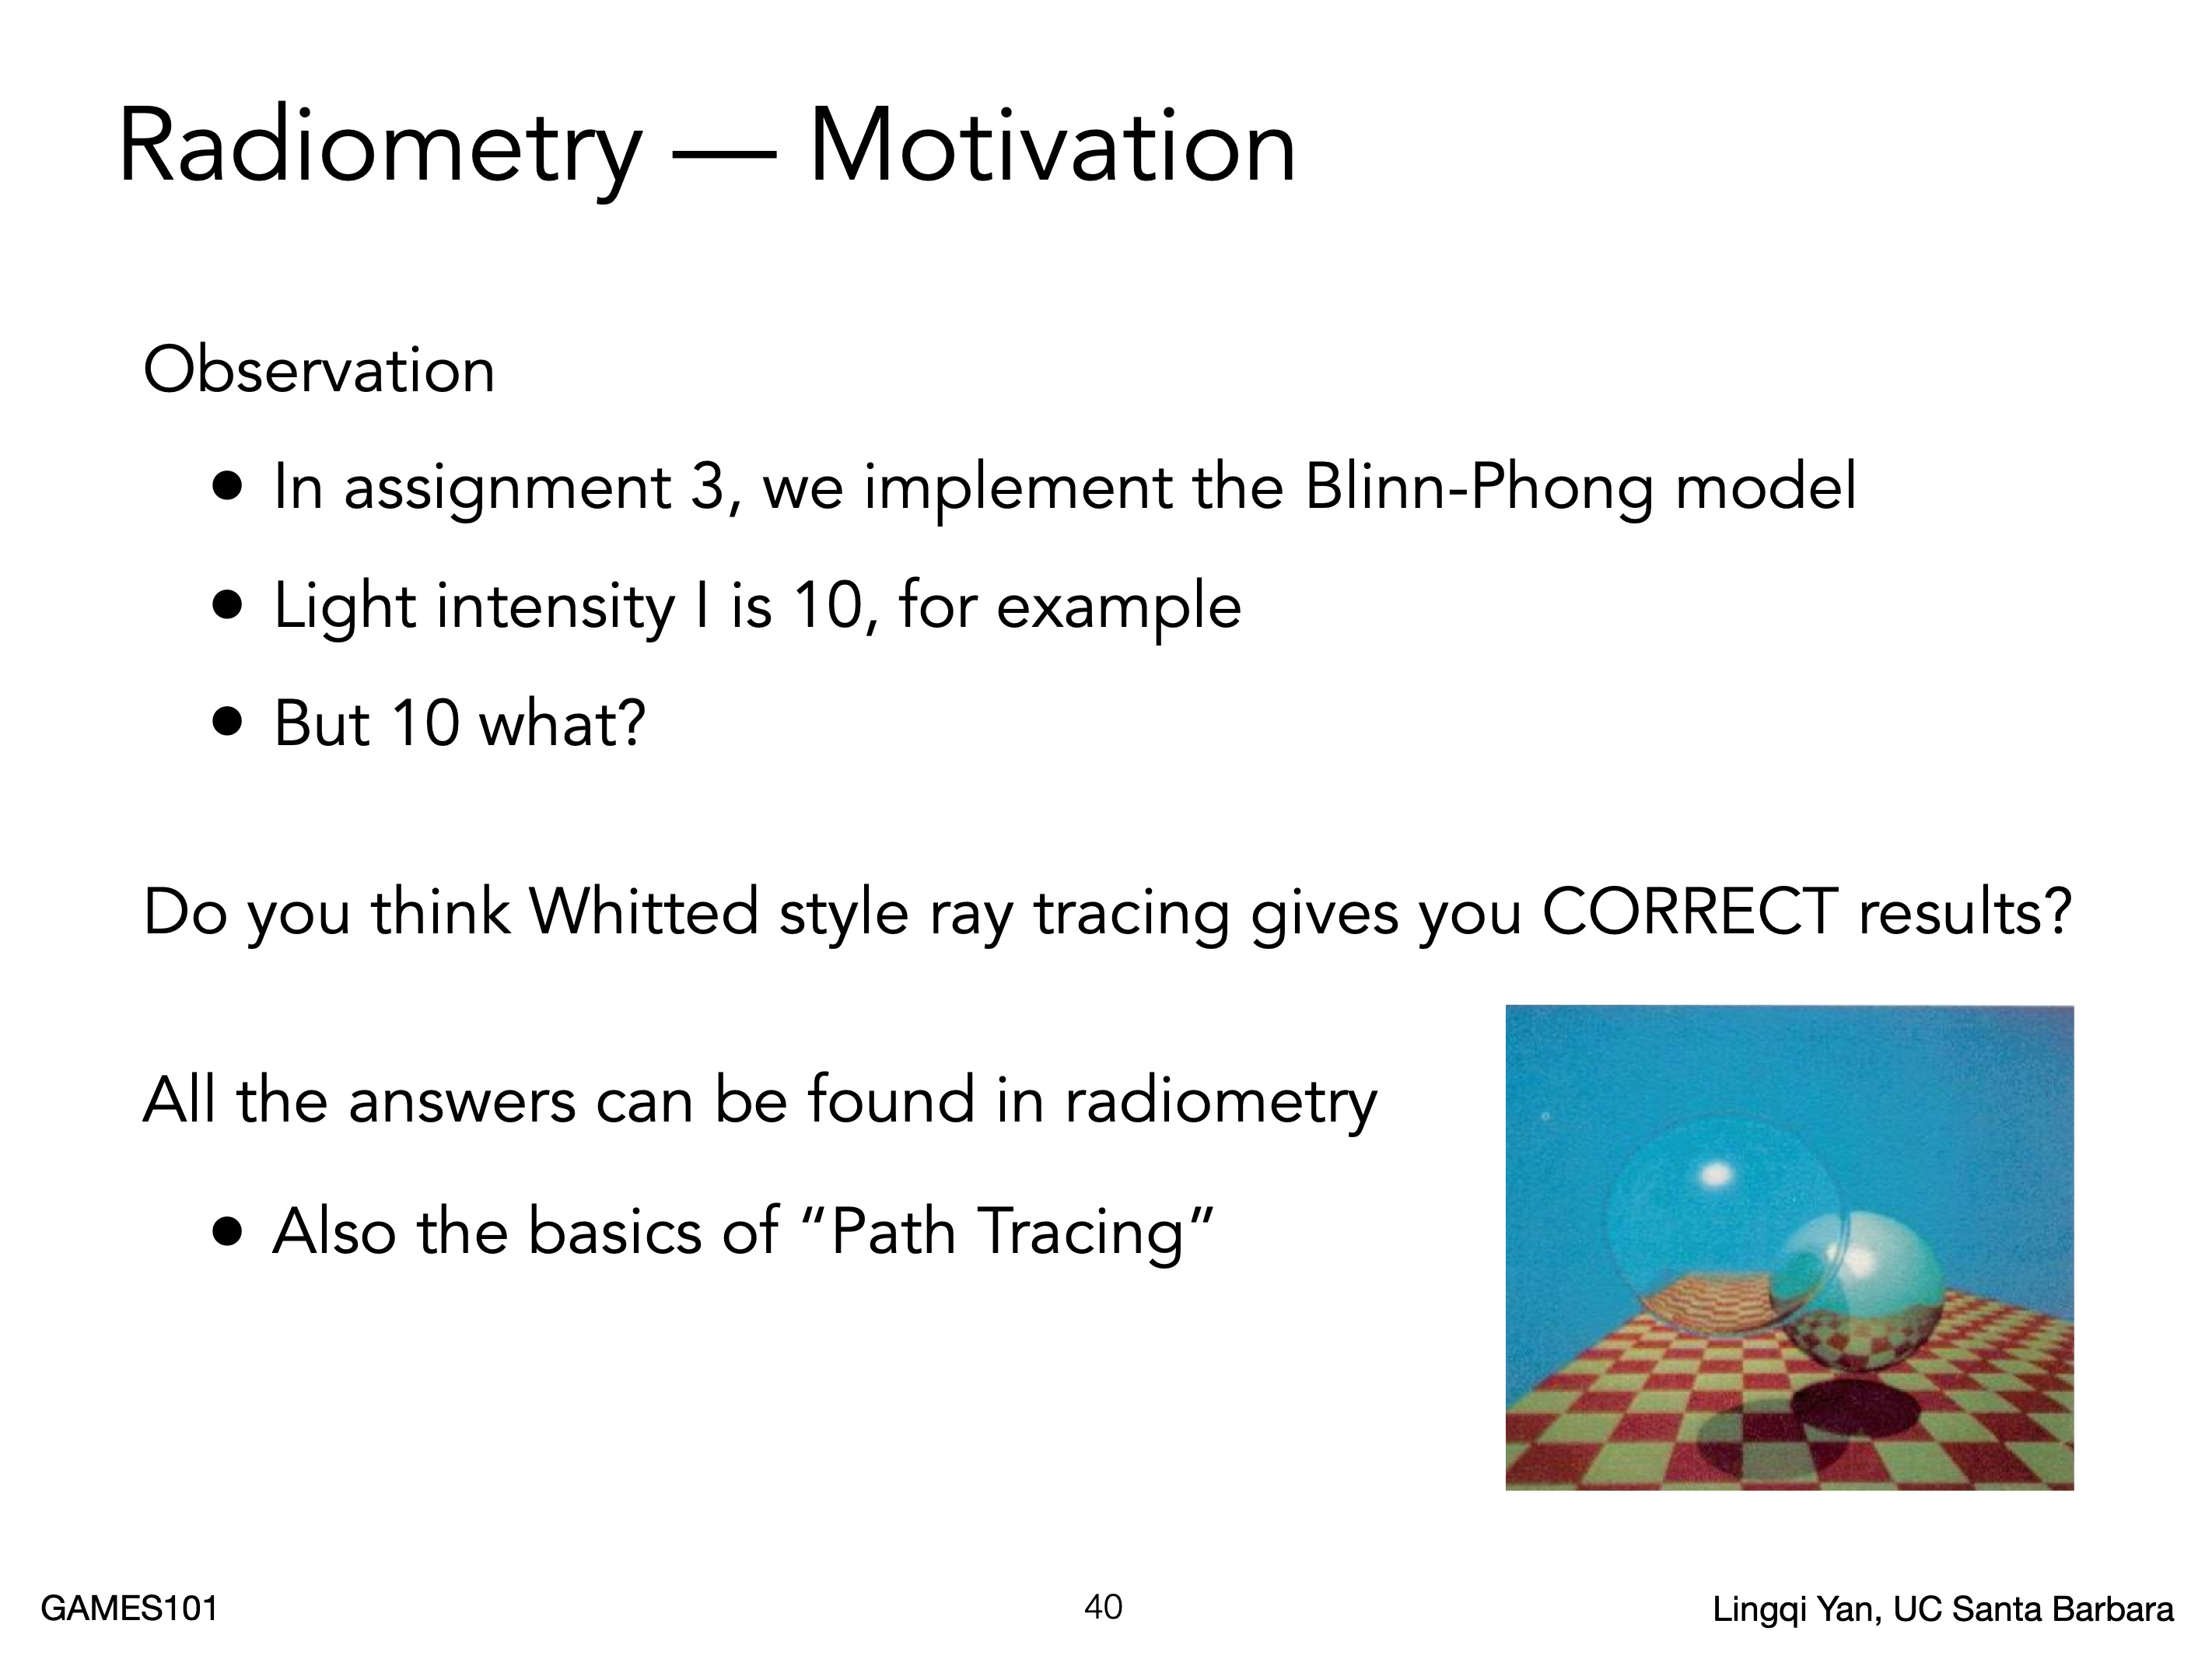 Radiometry — Motivation
Observation
• In assignment 3, we implement the Blinn-Phong model
• Light intensity I is 10, for example
• But 10 what?
Do you think Whitted style ray tracing gives you CORRECT results?
All the answers can be found in radiometry
• Also the basics of “Path Tracing”
GAMES101
40
Lingqi Yan, UC Santa Barbara